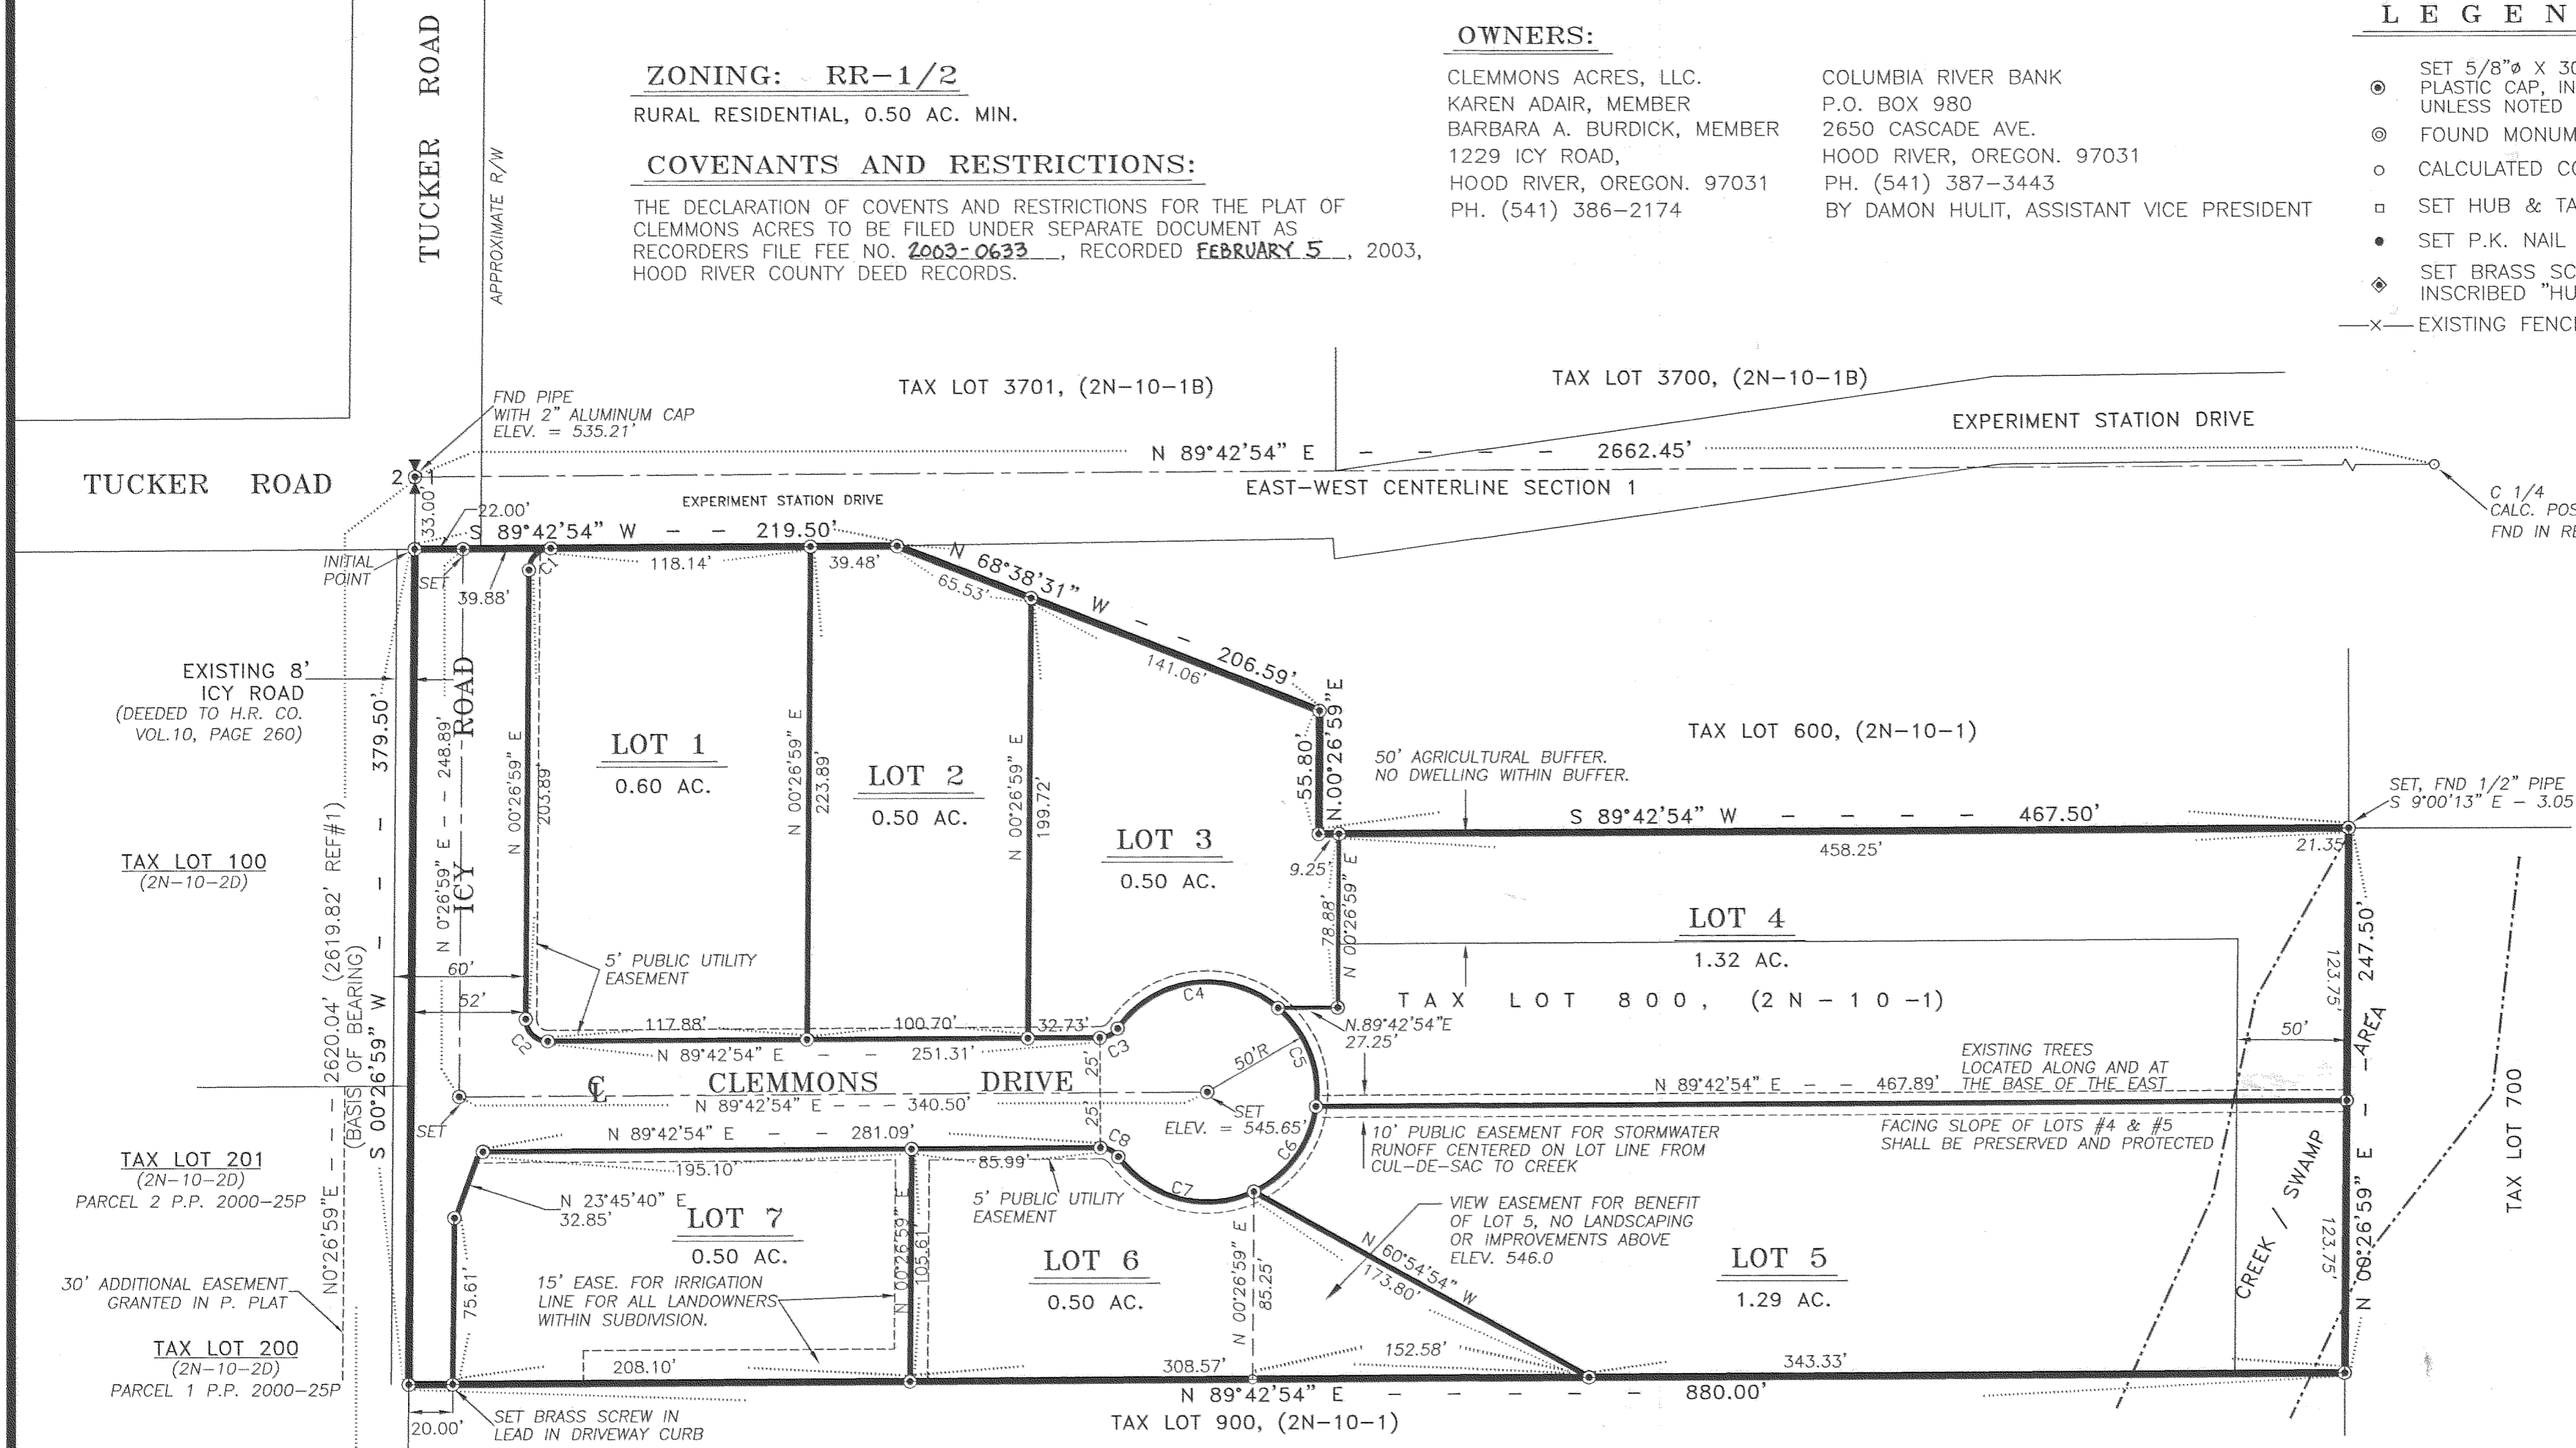 TUCKER ROAD
APPROXIMATE R/W
ZONING: RR-1/2
RURAL RESIDENTIAL, 0.50 AC. MIN.
COVENANTS AND RESTRICTIONS:
THE DECLARATION OF COVENTS AND RESTRICTIONS FOR THE PLAT OF
CLEMMONS ACRES TO BE FILED UNDER SEPARATE DOCUMENT AS
RECORDERS FILE FEE NO. 2003-0633, RECORDED FEBRUARY 5, 2003,
HOOD RIVER COUNTY DEED RECORDS.
OWNERS:
CLEMMONS ACRES, LLC.
KAREN ADAIR, MEMBER
BARBARA A. BURDICK, MEMBER
1229 ICY ROAD,
HOOD RIVER, OREGON. 97031
PH. (541) 386-2174
COLUMBIA RIVER BANK
P.O. BOX 980
2650 CASCADE AVE.
HOOD RIVER, OREGON. 97031
PH. (541) 387-3443
BY DAMON HULIT, ASSISTANT VICE PRESIDENT
L E G E N
SET 5/8"ø X 30
PLASTIC CAP, IN
UNLESS NOTED
FOUND MONUM
CALCULATED CO
SET HUB & TA
SET P.K. NAIL
SET BRASS SC
INSCRIBED "HU
—x— EXISTING FENC
TAX LOT 3701, (2N-10-1B)
TAX LOT 3700, (2N-10-1B)
EXPERIMENT STATION DRIVE
FND PIPE
WITH 2" ALUMINUM CAP
ELEV. = 535.21'
N 89°42'54" E - - - - 2662.45'
EAST-WEST CENTERLINE SECTION 1
C 1/4
CALC. POS
FND IN RE
TUCKER ROAD
2 1
33.00'
22.00'
EXPERIMENT STATION DRIVE
S 89°42'54" W - - 219.50'
INITIAL
POINT
SET
39.88'
C1
118.14'
39.48'
N 68°38'31" W - - 206.59'
65.53'
141.06'
EXISTING 8'
ICY ROAD
(DEEDED TO H.R. CO.
VOL.10, PAGE 260)
379.50'
S 00°26'59" W
ICY ROAD
N 0°26'59" E - - 248.89'
N 00°26'59" E
203.89'
LOT 1
0.60 AC.
N 00°26'59" E
223.89'
LOT 2
0.50 AC.
N 00°26'59" E
199.72'
LOT 3
0.50 AC.
55.80'
N.00°26'59"E
TAX LOT 600, (2N-10-1)
50' AGRICULTURAL BUFFER.
NO DWELLING WITHIN BUFFER.
S 89°42'54" W - - - - 467.50'
SET, FND 1/2" PIPE
S 9°00'13" E - 3.05
9.25'
458.25'
21.35
78.88'
N 00°26'59" E
LOT 4
1.32 AC.
TAX LOT 800, (2N-10-1)
247.50'
123.75'
TAX LOT 100
(2N-10-2D)
N0°26'59"E - - - 2620.04' (2619.82' REF#1)
(BASIS OF BEARING)
60'
52'
5' PUBLIC UTILITY
EASEMENT
C2
117.88'
100.70'
32.73'
C3
C4
N.89°42'54"E
27.25'
N 89°42'54" E - - 251.31'
25'
50'R
C5
CLEMMONS DRIVE
CL
N 89°42'54" E - - - 340.50'
SET
ELEV. = 545.65'
N 89°42'54" E - - 467.89'
EXISTING TREES
LOCATED ALONG AND AT
THE BASE OF THE EAST
FACING SLOPE OF LOTS #4 & #5
SHALL BE PRESERVED AND PROTECTED
50'
AREA
CREEK / SWAMP
TAX LOT 700
SET
N 89°42'54" E - - 281.09'
25'
C8
C6
C7
195.10'
85.99'
10' PUBLIC EASEMENT FOR STORMWATER
RUNOFF CENTERED ON LOT LINE FROM
CUL-DE-SAC TO CREEK
TAX LOT 201
(2N-10-2D)
PARCEL 2 P.P. 2000-25P
N 23°45'40" E
32.85'
LOT 7
0.50 AC.
5' PUBLIC UTILITY
EASEMENT
N 00°26'59" E
105.61'
VIEW EASEMENT FOR BENEFIT
OF LOT 5, NO LANDSCAPING
OR IMPROVEMENTS ABOVE
ELEV. 546.0
LOT 6
0.50 AC.
N 00°26'59" E
85.25'
N 60°54'54" W
173.80'
LOT 5
1.29 AC.
123.75'
N 00°26'59" E
30' ADDITIONAL EASEMENT
GRANTED IN P. PLAT
75.61'
15' EASE. FOR IRRIGATION
LINE FOR ALL LANDOWNERS
WITHIN SUBDIVISION.
TAX LOT 200
(2N-10-2D)
PARCEL 1 P.P. 2000-25P
208.10'
308.57'
152.58'
343.33'
N 89°42'54" E - - - - - 880.00'
20.00'
SET BRASS SCREW IN
LEAD IN DRIVEWAY CURB
TAX LOT 900, (2N-10-1)